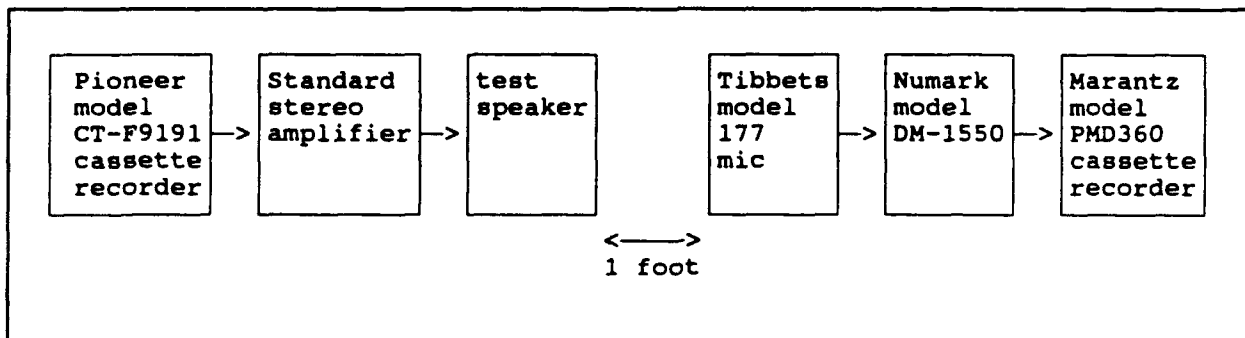 Pioneer
model
CT-F9191
cassette
recorder
Standard
stereo
amplifier
test
speaker
Tibbets
model
177
mic
Numark
model
DM-1550
Marantz
model
PMD360
cassette
recorder
1 foot